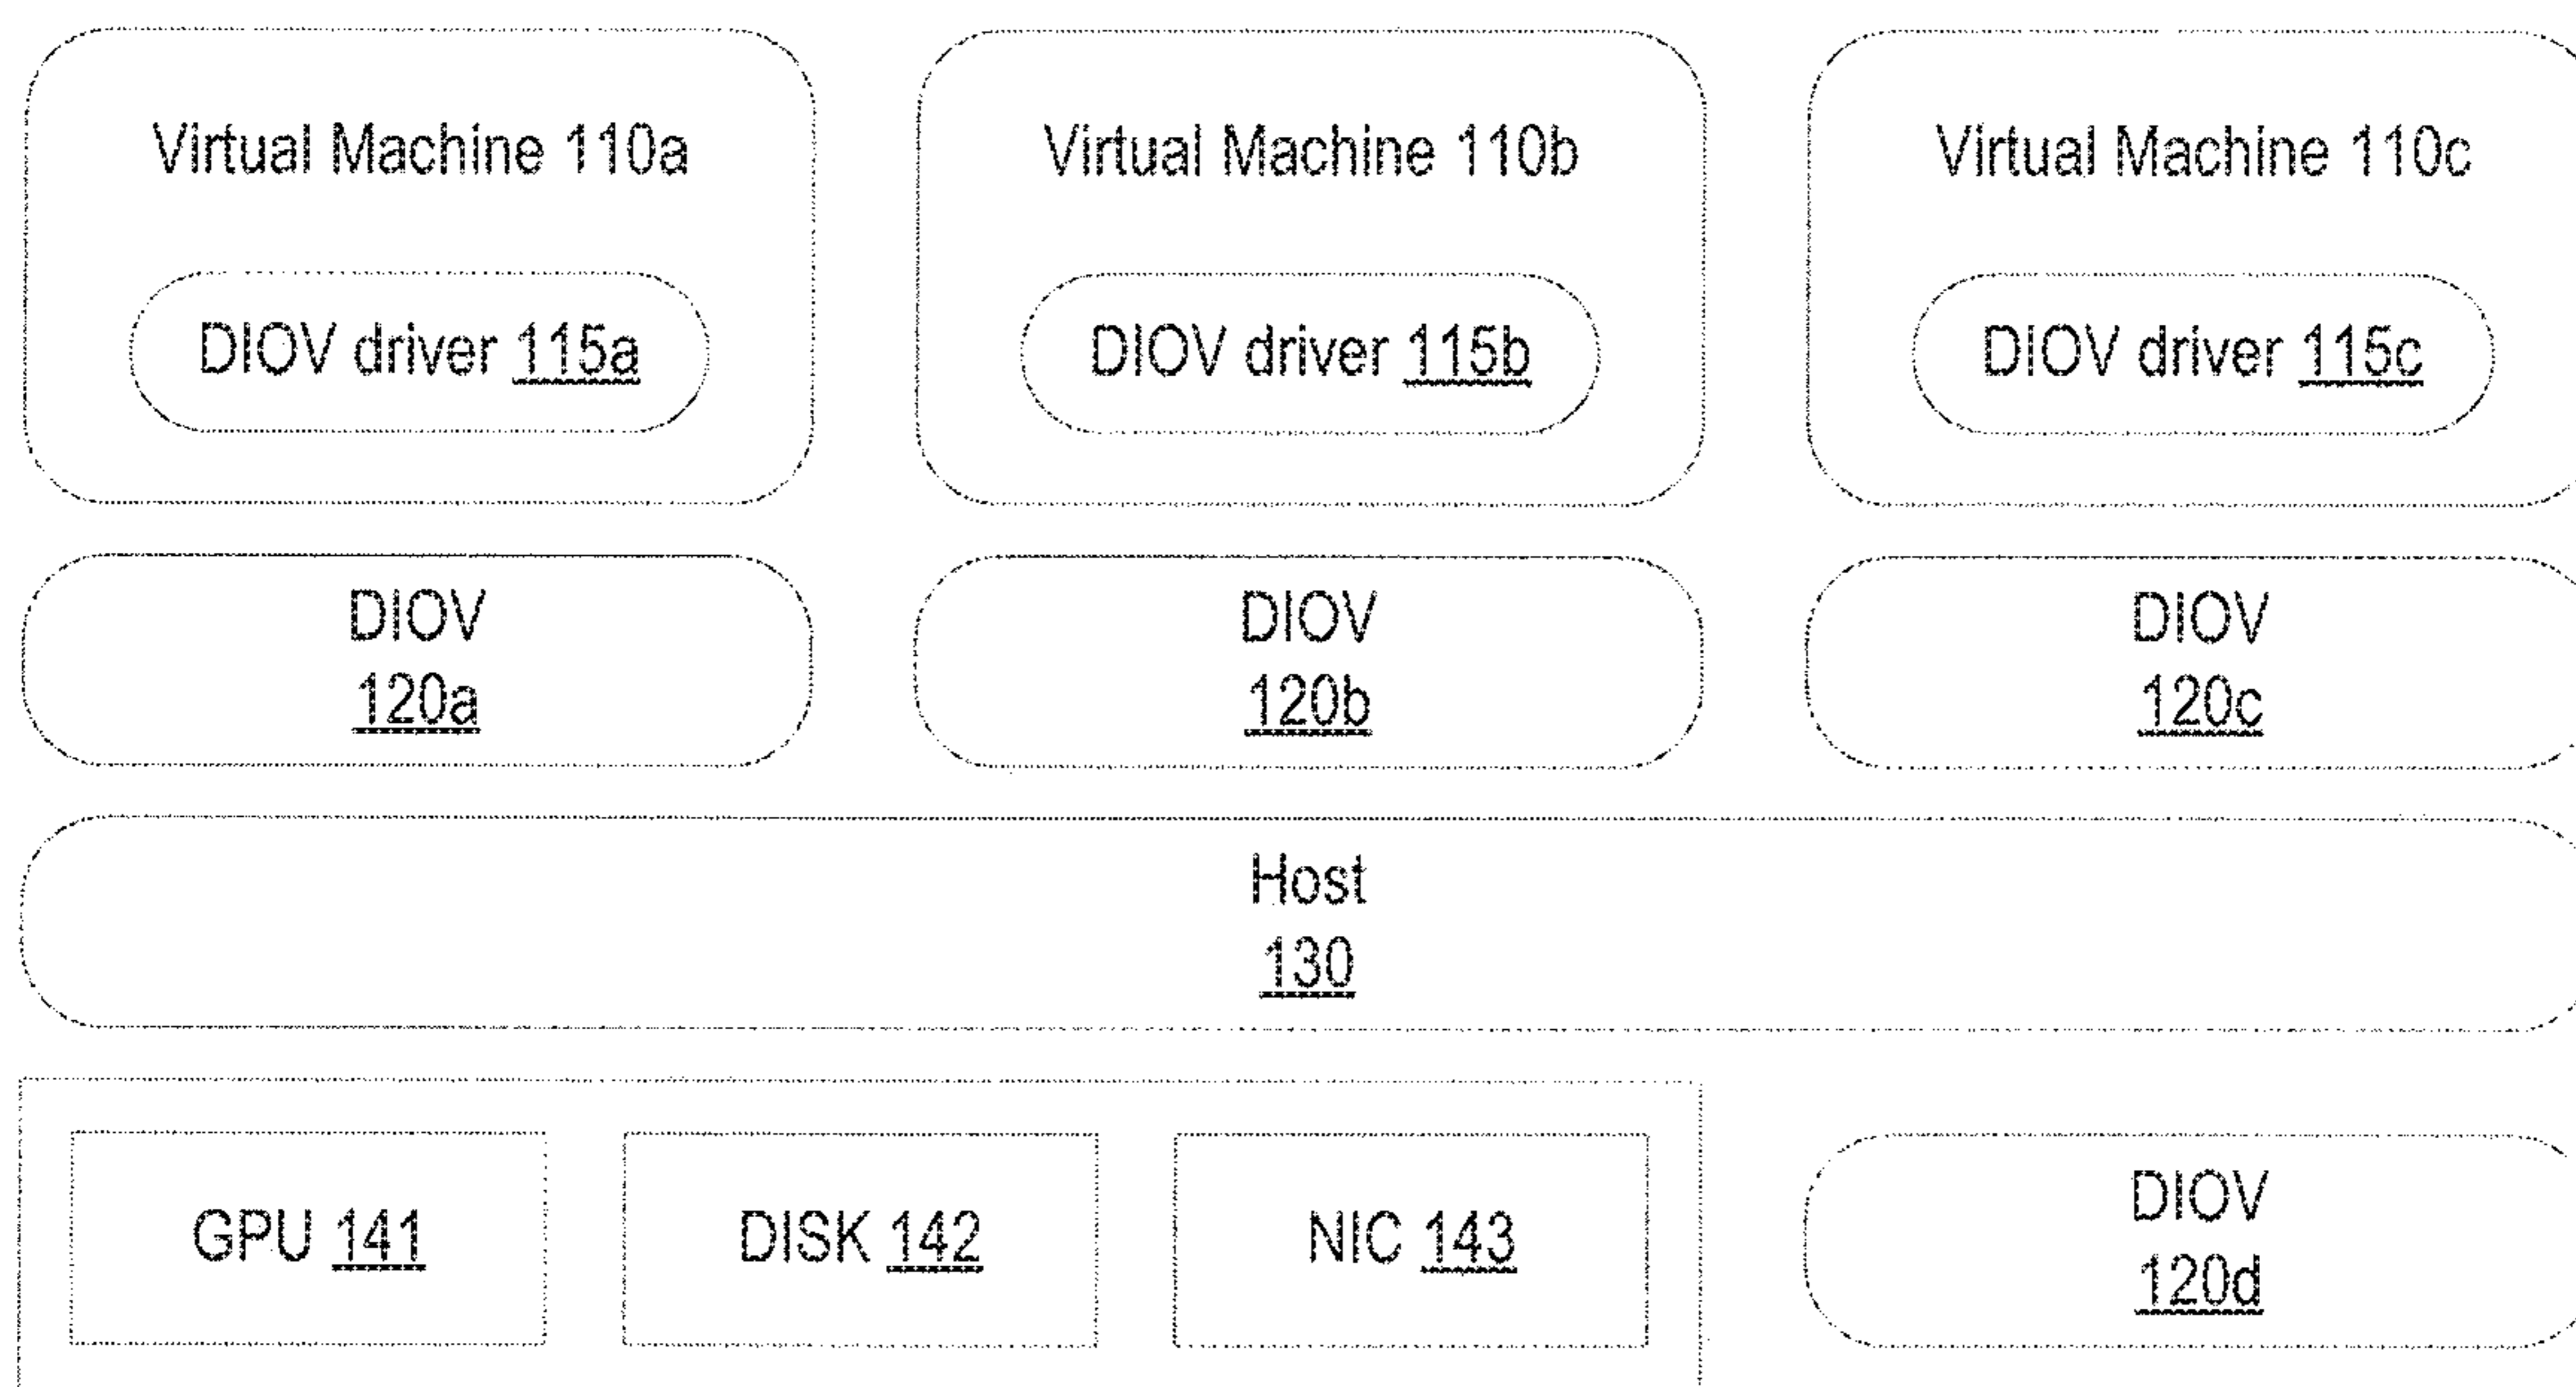 Virtual Machine 110a
DIOV driver 115a
Virtual Machine 110b
DIOV driver 115b
Virtual Machine 110c
DIOV driver 115c
DIOV
120a
DIOV
120b
DIOV
120c
Host
130
GPU 141
DISK 142
NIC 143
DIOV
120d